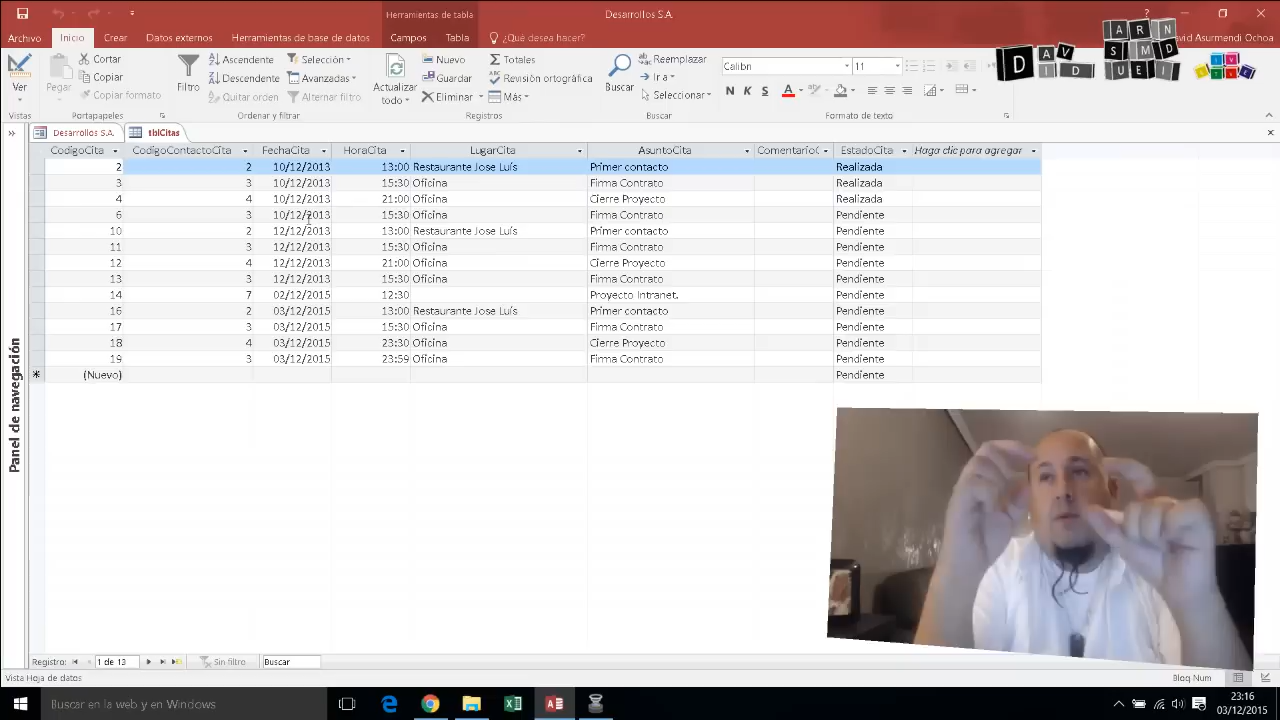 Herramientas de tabla
Desarrollos S.A.
Archivo Inicio Crear Datos externos Herramientas de base de datos Campos Tabla ¿Qué desea hacer?
David Asurmendi Ochoa
Ver
Pegar
Cortar
Copiar
Copiar formato
Filtro
Ascendente
Descendente
Quitar orden
Selección
Avanzadas
Alternar filtro
Actualizar
todo
Nuevo
Guardar
Eliminar
Totales
Ortografía
Más
Buscar
Reemplazar
Ir a
Seleccionar
Calibri 11
N K S
Vistas Portapapeles Ordenar y filtrar Registros Buscar Formato de texto
D AV ID
ARN SMD UEI
Desarrollos S.A. tblCitas
CodigoCita CodigoContactoCita FechaCita HoraCita LugarCita AsuntoCita ComentarioC EstadoCita Haga clic para agregar
2 2 10/12/2013 13:00 Restaurante Jose Luís Primer contacto Realizada
3 3 10/12/2013 15:30 Oficina Firma Contrato Realizada
4 4 10/12/2013 21:00 Oficina Cierre Proyecto Realizada
6 3 10/12/2013 15:30 Oficina Firma Contrato Pendiente
10 2 12/12/2013 13:00 Restaurante Jose Luís Primer contacto Pendiente
11 3 12/12/2013 15:30 Oficina Firma Contrato Pendiente
12 4 12/12/2013 21:00 Oficina Cierre Proyecto Pendiente
13 3 12/12/2013 15:30 Oficina Firma Contrato Pendiente
14 7 02/12/2015 12:30 Proyecto Intranet. Pendiente
16 2 03/12/2015 13:00 Restaurante Jose Luís Primer contacto Pendiente
17 3 03/12/2015 15:30 Oficina Firma Contrato Pendiente
18 4 03/12/2015 23:30 Oficina Cierre Proyecto Pendiente
19 3 03/12/2015 23:59 Oficina Firma Contrato Pendiente
* (Nuevo) Pendiente
Panel de navegación
Registro: 1 de 13 Sin filtro Buscar
Vista Hoja de datos
Bloq Num
Buscar en la web y en Windows
23:16
03/12/2015